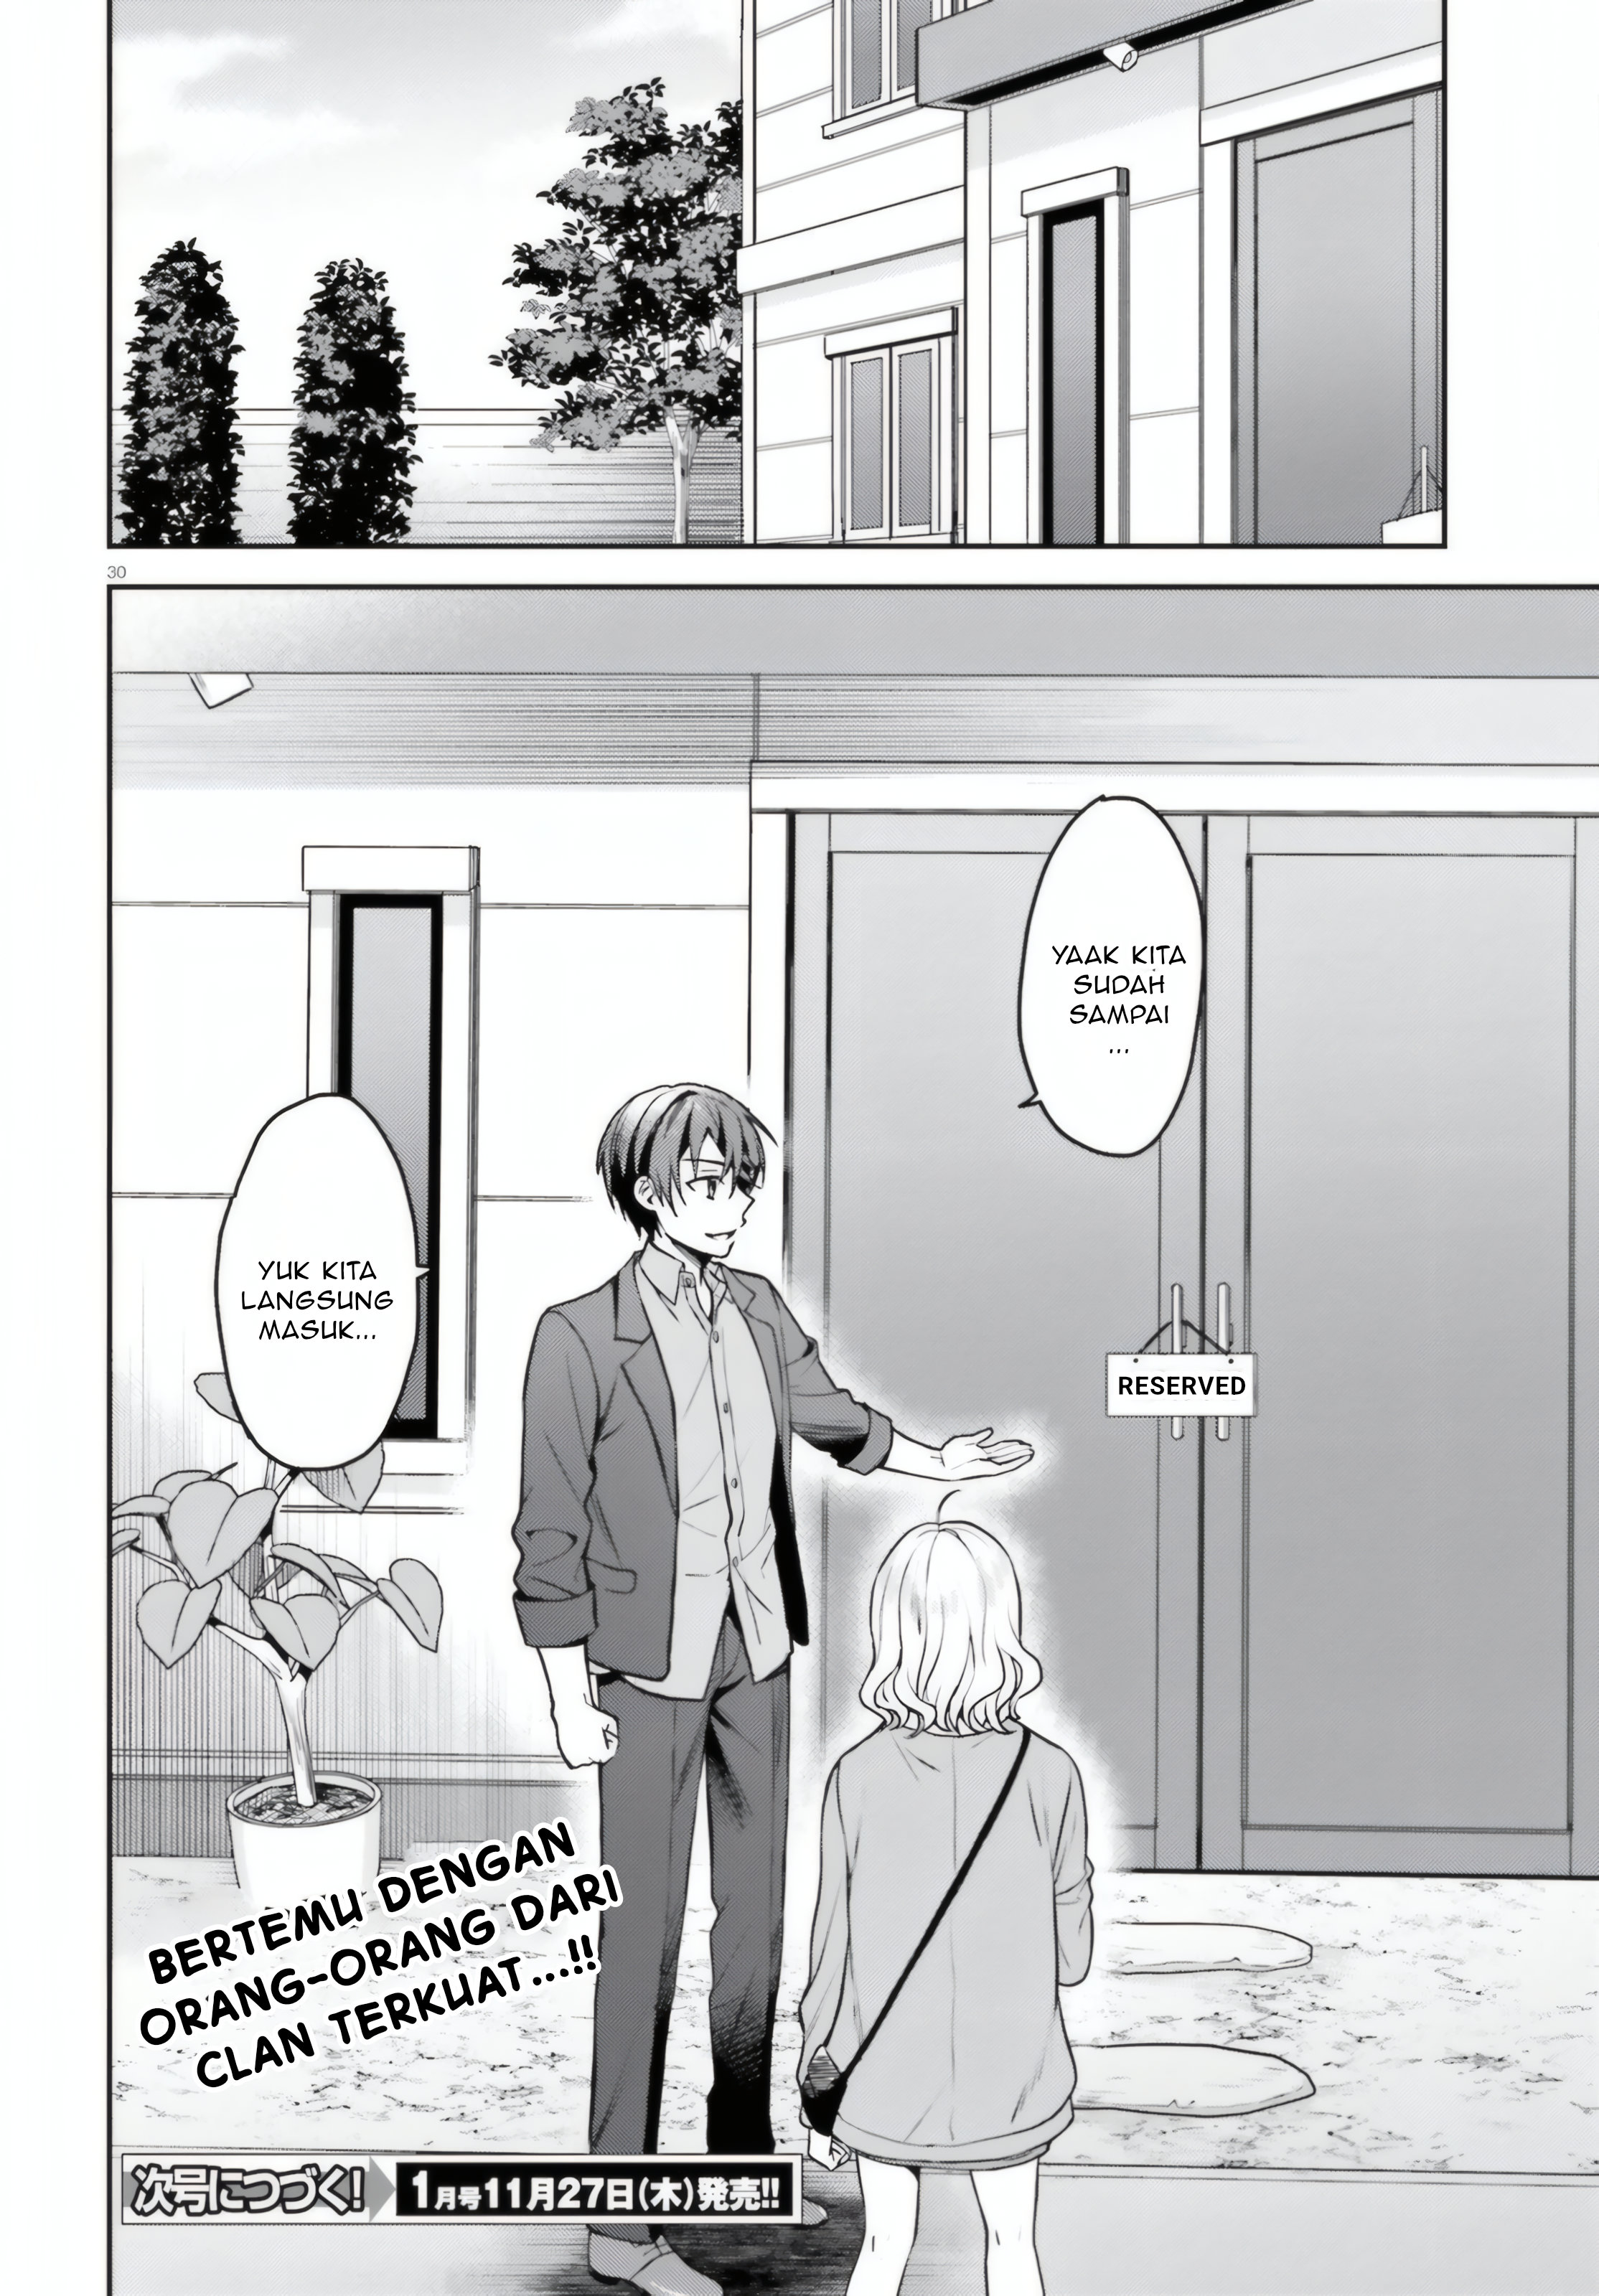 30
YAAK KITA
SUDAH
SAMPAI
...
YUK KITA
LANGSUNG
MASUK...
RESERVED
BERTEMU DENGAN
ORANG-ORANG DARI
CLAN TERKUAT...!!
次号につづく! 1月号11月27日(木)発売!!